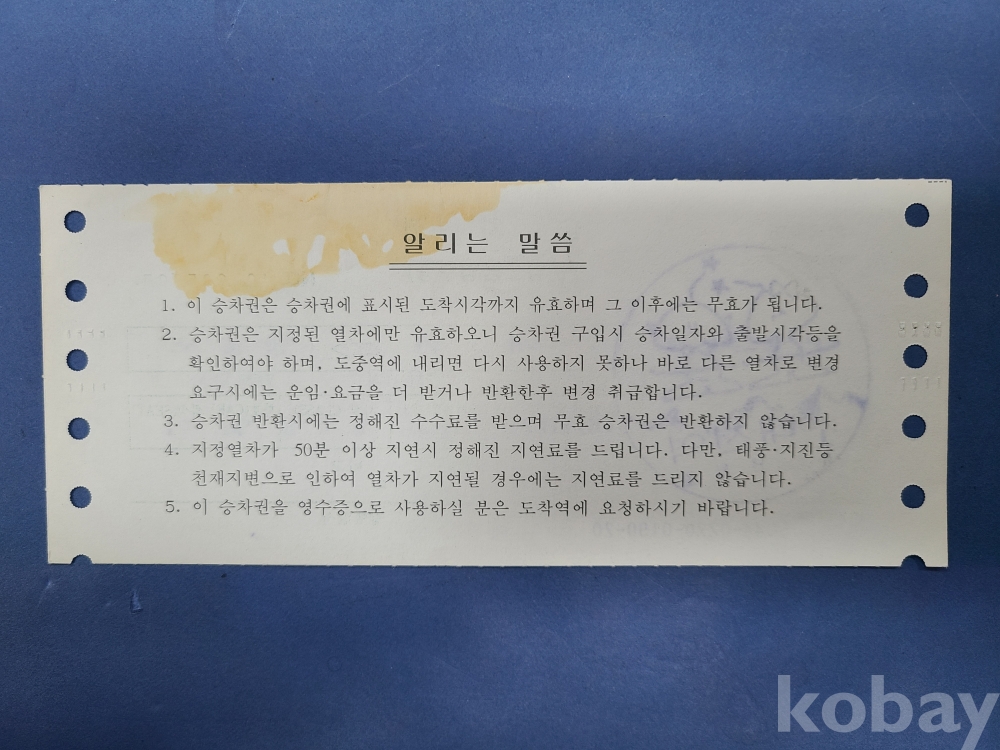 알리는 말씀
1. 이 승차권은 승차권에 표시된 도착시각까지 유효하며 그 이후에는 무효가 됩니다.
2. 승차권은 지정된 열차에만 유효하오니 승차권 구입시 승차일자와 출발시각등을
확인하여야 하며, 도중역에 내리면 다시 사용하지 못하나 바로 다른 열차로 변경
요구시에는 운임·요금을 더 받거나 반환한후 변경 취급합니다.
3. 승차권 반환시에는 정해진 수수료를 받으며 무효 승차권은 반환하지 않습니다.
4. 지정열차가 50분 이상 지연시 정해진 지연료를 드립니다. 다만, 태풍·지진등
천재지변으로 인하여 열차가 지연될 경우에는 지연료를 드리지 않습니다.
5. 이 승차권을 영수증으로 사용하실 분은 도착역에 요청하시기 바랍니다.
kobay